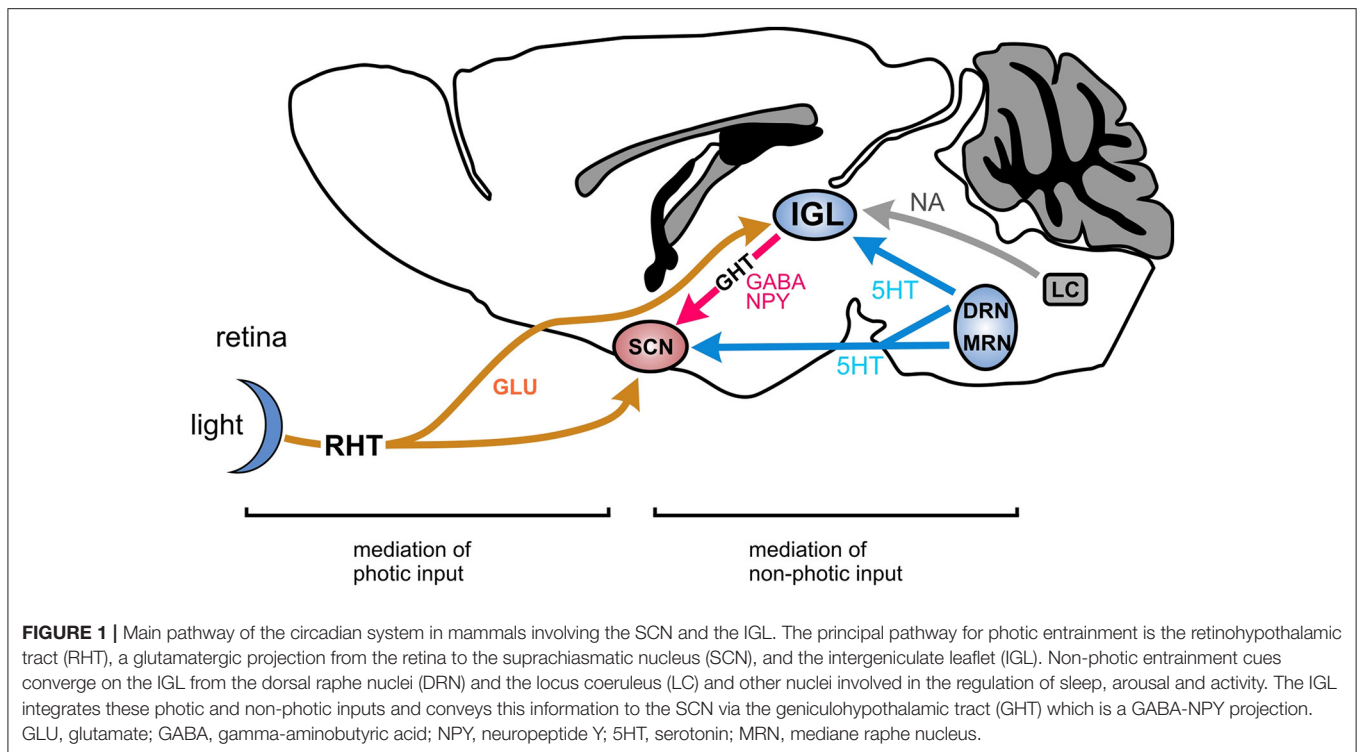 IGL
NA
GHT
GABA
NPY
5HT
LC
DRN
MRN
retina
SCN
5HT
GLU
light
RHT
mediation of
photic input
mediation of
non-photic input
FIGURE 1 | Main pathway of the circadian system in mammals involving the SCN and the IGL. The principal pathway for photic entrainment is the retinohypothalamic
tract (RHT), a glutamatergic projection from the retina to the suprachiasmatic nucleus (SCN), and the intergeniculate leaflet (IGL). Non-photic entrainment cues
converge on the IGL from the dorsal raphe nuclei (DRN) and the locus coeruleus (LC) and other nuclei involved in the regulation of sleep, arousal and activity. The IGL
integrates these photic and non-photic inputs and conveys this information to the SCN via the geniculohypothalamic tract (GHT) which is a GABA-NPY projection.
GLU, glutamate; GABA, gamma-aminobutyric acid; NPY, neuropeptide Y; 5HT, serotonin; MRN, mediane raphe nucleus.